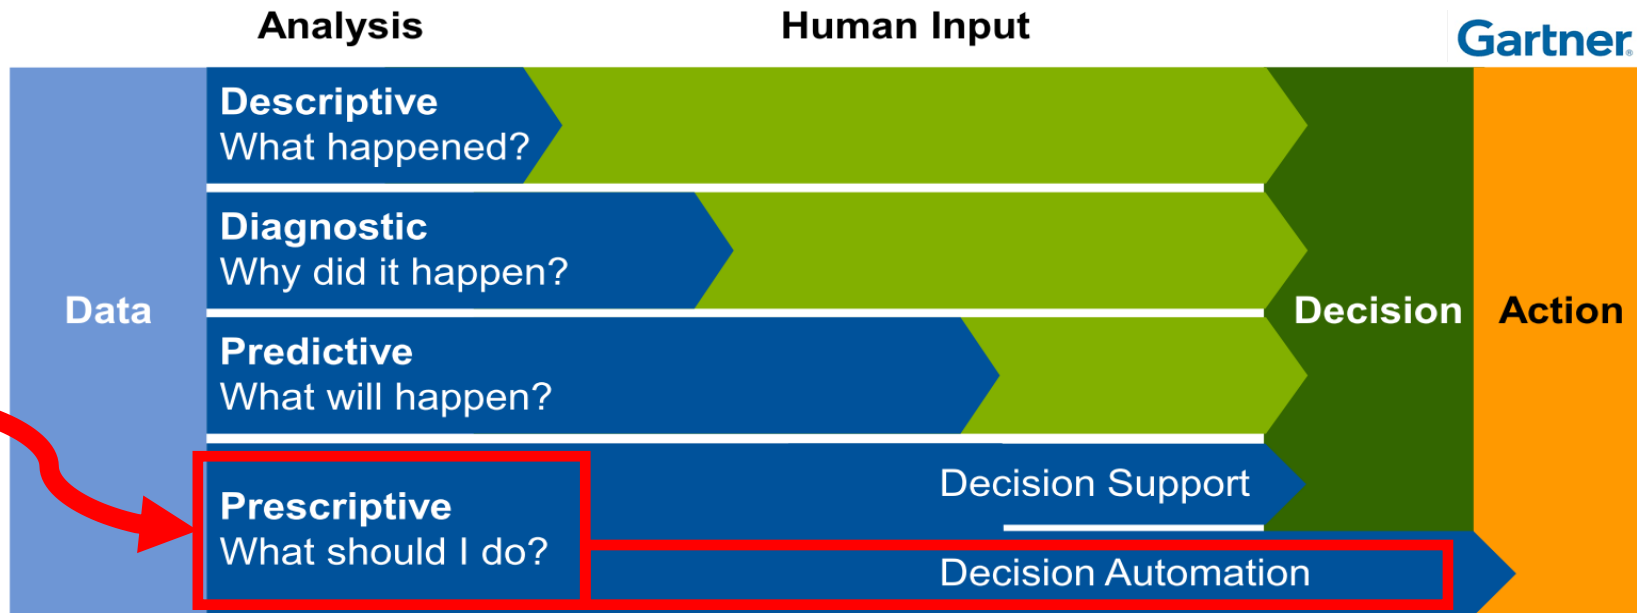 Analysis
Human Input
Gartner®
Data
Descriptive
What happened?
Diagnostic
Why did it happen?
Predictive
What will happen?
Prescriptive
What should I do?
Decision Support
Decision Automation
Decision
Action